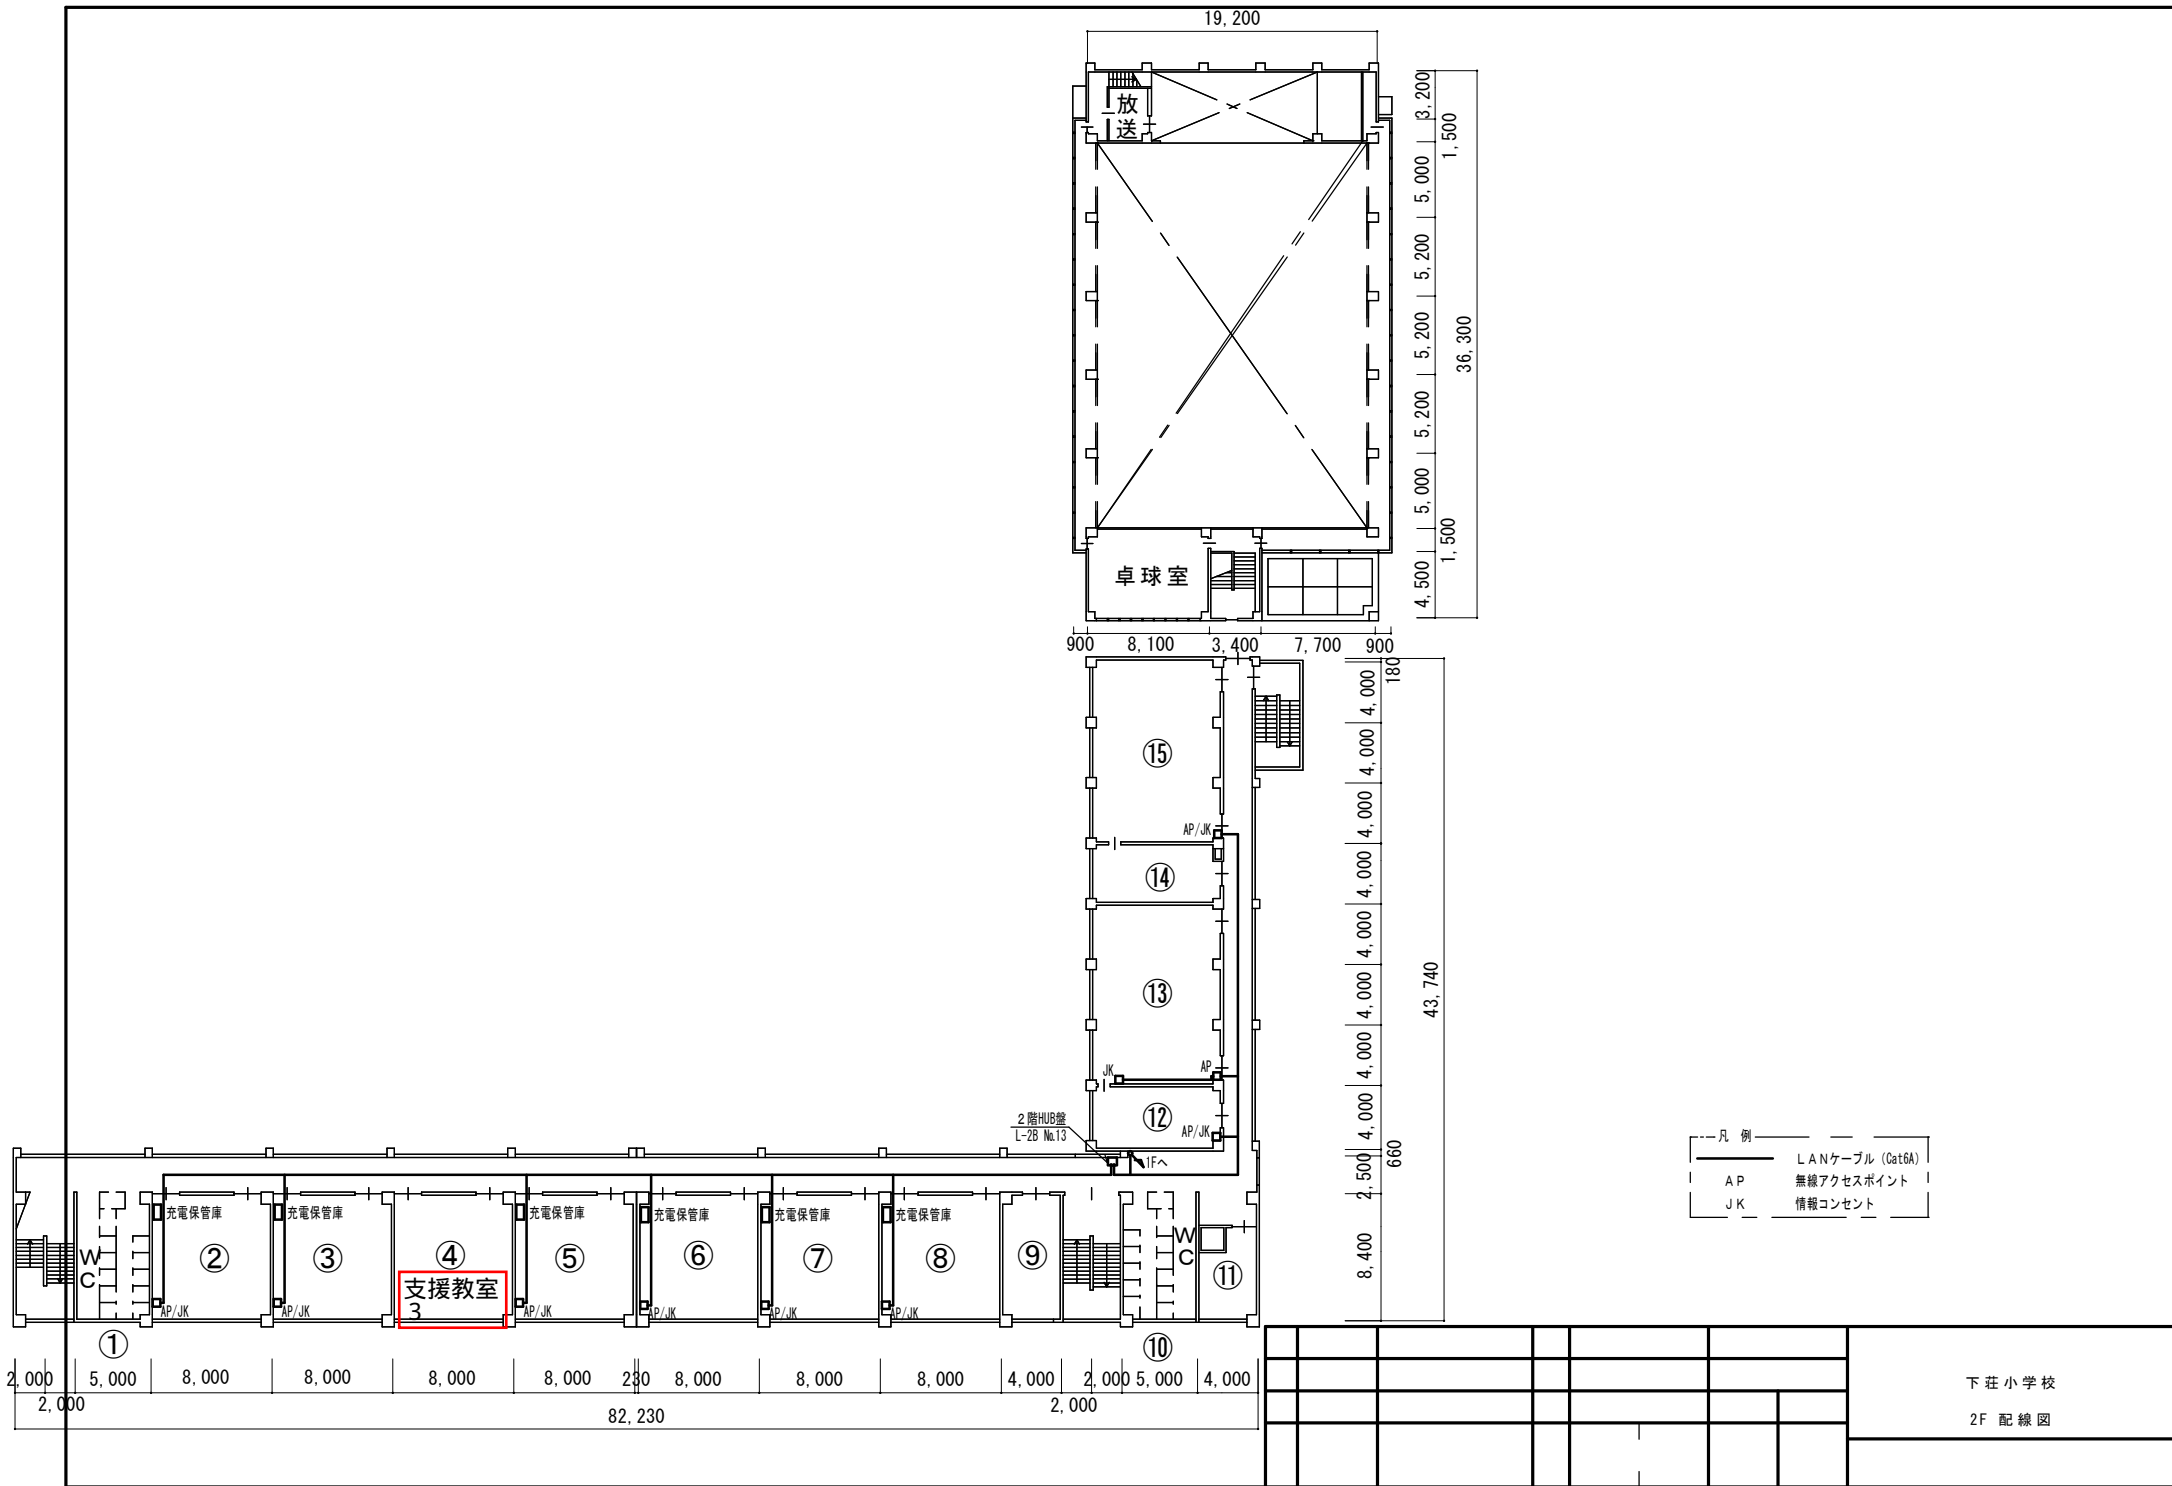 19,200
放
送
3,200
1,500
5,000
5,200
5,200
5,200
5,000
1,500
4,500
36,300
卓球室
900
8,100
3,400
7,700
900
180
4,000
4,000
4,000
4,000
4,000
4,000
4,000
4,000
660
2,500
8,400
43,740
⑮
AP/JK
⑭
⑬
JK
AP
⑫
AP/JK
2階HUB盤
L-2B №13
1Fへ
凡 例
LANケーブル(Cat6A)
AP 無線アクセスポイント
JK 情報コンセント
充電保管庫
充電保管庫
充電保管庫
充電保管庫
充電保管庫
充電保管庫
WC
②
③
④
⑤
⑥
⑦
⑧
⑨
WC
⑪
支援教室
3
AP/JK
AP/JK
AP/JK
AP/JK
AP/JK
AP/JK
①
⑩
2,000
2,000
5,000
8,000
8,000
8,000
8,000
230
8,000
8,000
8,000
4,000
2,000
2,000
5,000
4,000
82,230
下荘小学校
2F 配線図